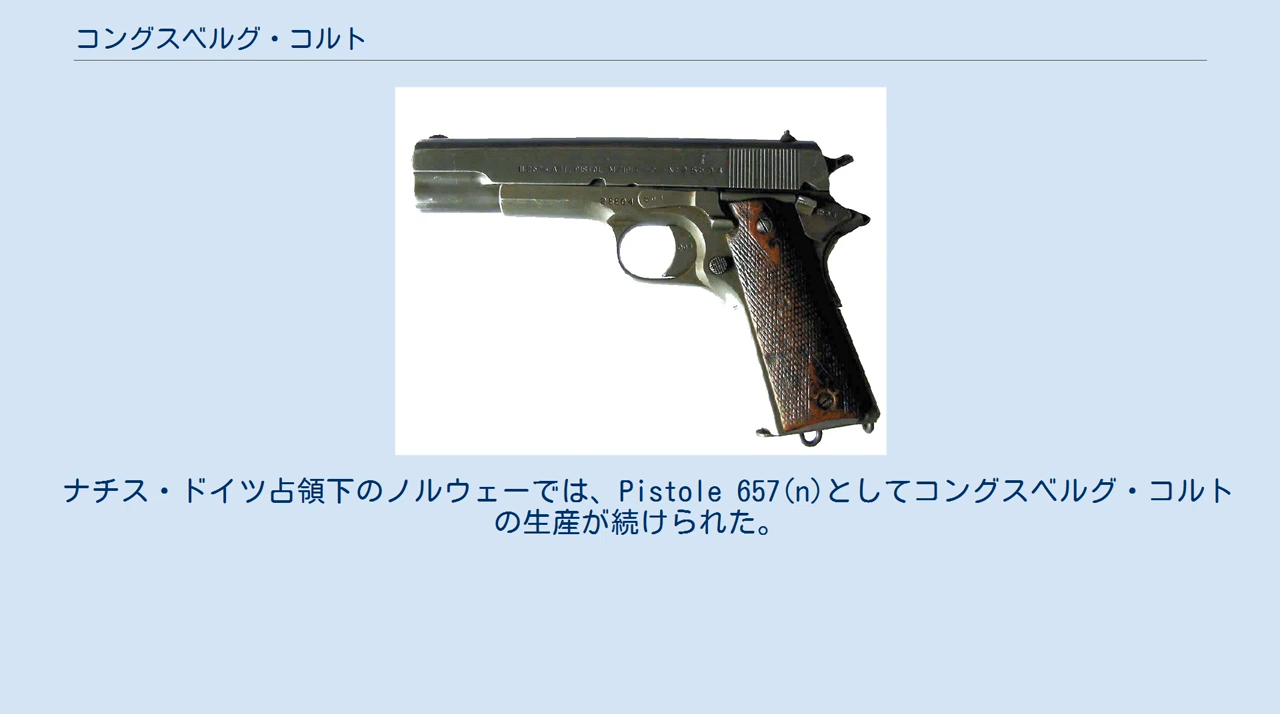 コングスベルグ・コルト
ナチス・ドイツ占領下のノルウェーでは、Pistole 657(n)としてコングスベルグ・コルト
の生産が続けられた。